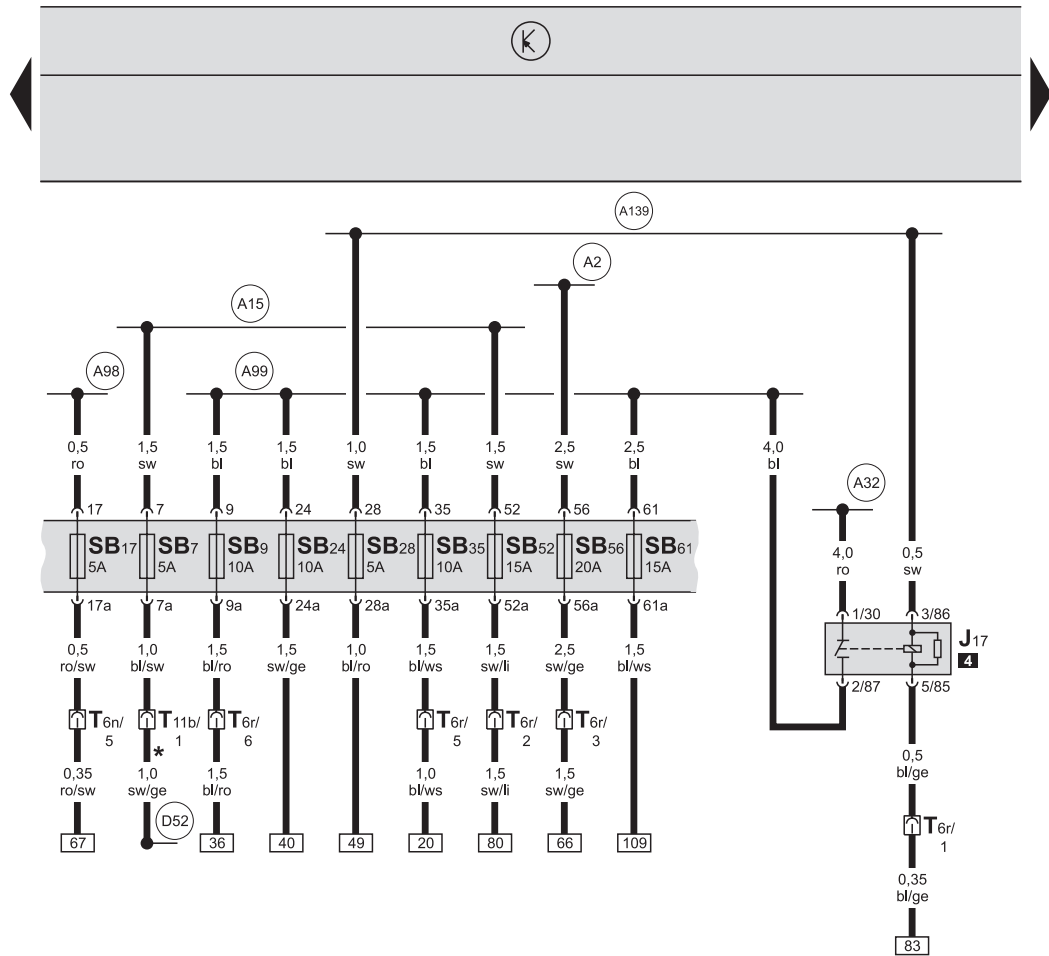 K
A139
A2
A15
A98 A99
0,5 1,5 1,5 1,5 1,0 1,5 1,5 2,5 2,5 4,0
ro sw bl bl sw bl sw sw bl bl
A32
17 7 9 24 28 35 52 56 61
SB17 SB7 SB9 SB24 SB28 SB35 SB52 SB56 SB61
5A 5A 10A 10A 5A 10A 15A 20A 15A
4,0 0,5
ro sw
17a 7a 9a 24a 28a 35a 52a 56a 61a
1/30 3/86
J17
4
0,5 1,0 1,5 1,5 1,0 1,5 1,5 2,5 1,5
ro/sw bl/sw bl/ro sw/ge bl/ro bl/ws sw/li sw/ge bl/ws
2/87 5/85
T6n/ T11b/ T6r/ T6r/ T6r/ T6r/
5 1 6 5 2 3
*
0,35 1,0 1,5 1,0 1,5 1,5
ro/sw sw/ge bl/ro bl/ws sw/li sw/ge
0,5
bl/ge
D52
67 36 40 49 20 80 66 109
T6r/
1
0,35
bl/ge
83